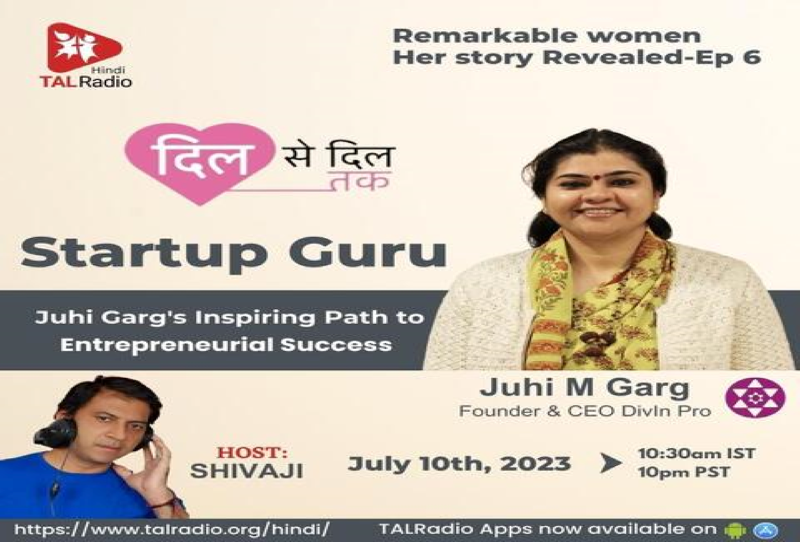 Hindi
TALRadio
Remarkable women
Her story Revealed-Ep 6
दिल से दिल
तक
Startup Guru
Juhi Garg's Inspiring Path to
Entrepreneurial Success
Juhi M Garg
Founder & CEO DivIn Pro
HOST:
SHIVAJI
July 10th, 2023
10:30am IST
10pm PST
https://www.talradio.org/hindi/
TALRadio Apps now available on